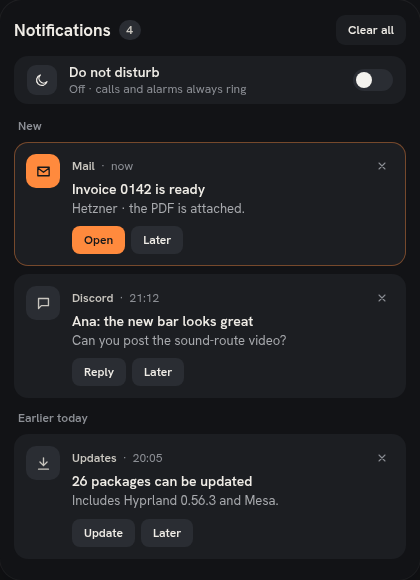 Notifications 4 Clear all
Do not disturb
Off · calls and alarms always ring
New
Mail · now
Invoice 0142 is ready
Hetzner · the PDF is attached.
Open Later
Discord · 21:12
Ana: the new bar looks great
Can you post the sound-route video?
Reply Later
Earlier today
Updates · 20:05
26 packages can be updated
Includes Hyprland 0.56.3 and Mesa.
Update Later